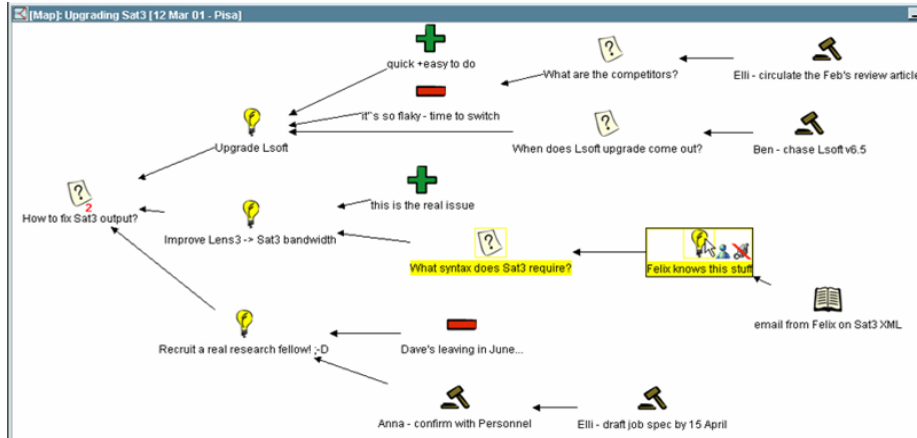 [Map]: Upgrading Sat3 [12 Mar 01 - Pisa]
quick +easy to do
What are the competitors?
Elli - circulate the Feb's review article
it"s so flaky - time to switch
Upgrade Lsoft
When does Lsoft upgrade come out?
Ben - chase Lsoft v6.5
2
How to fix Sat3 output?
this is the real issue
Improve Lens3 -> Sat3 bandwidth
What syntax does Sat3 require?
Felix knows this stuff
email from Felix on Sat3 XML
Recruit a real research fellow! ;-D
Dave's leaving in June...
Anna - confirm with Personnel
Elli - draft job spec by 15 April